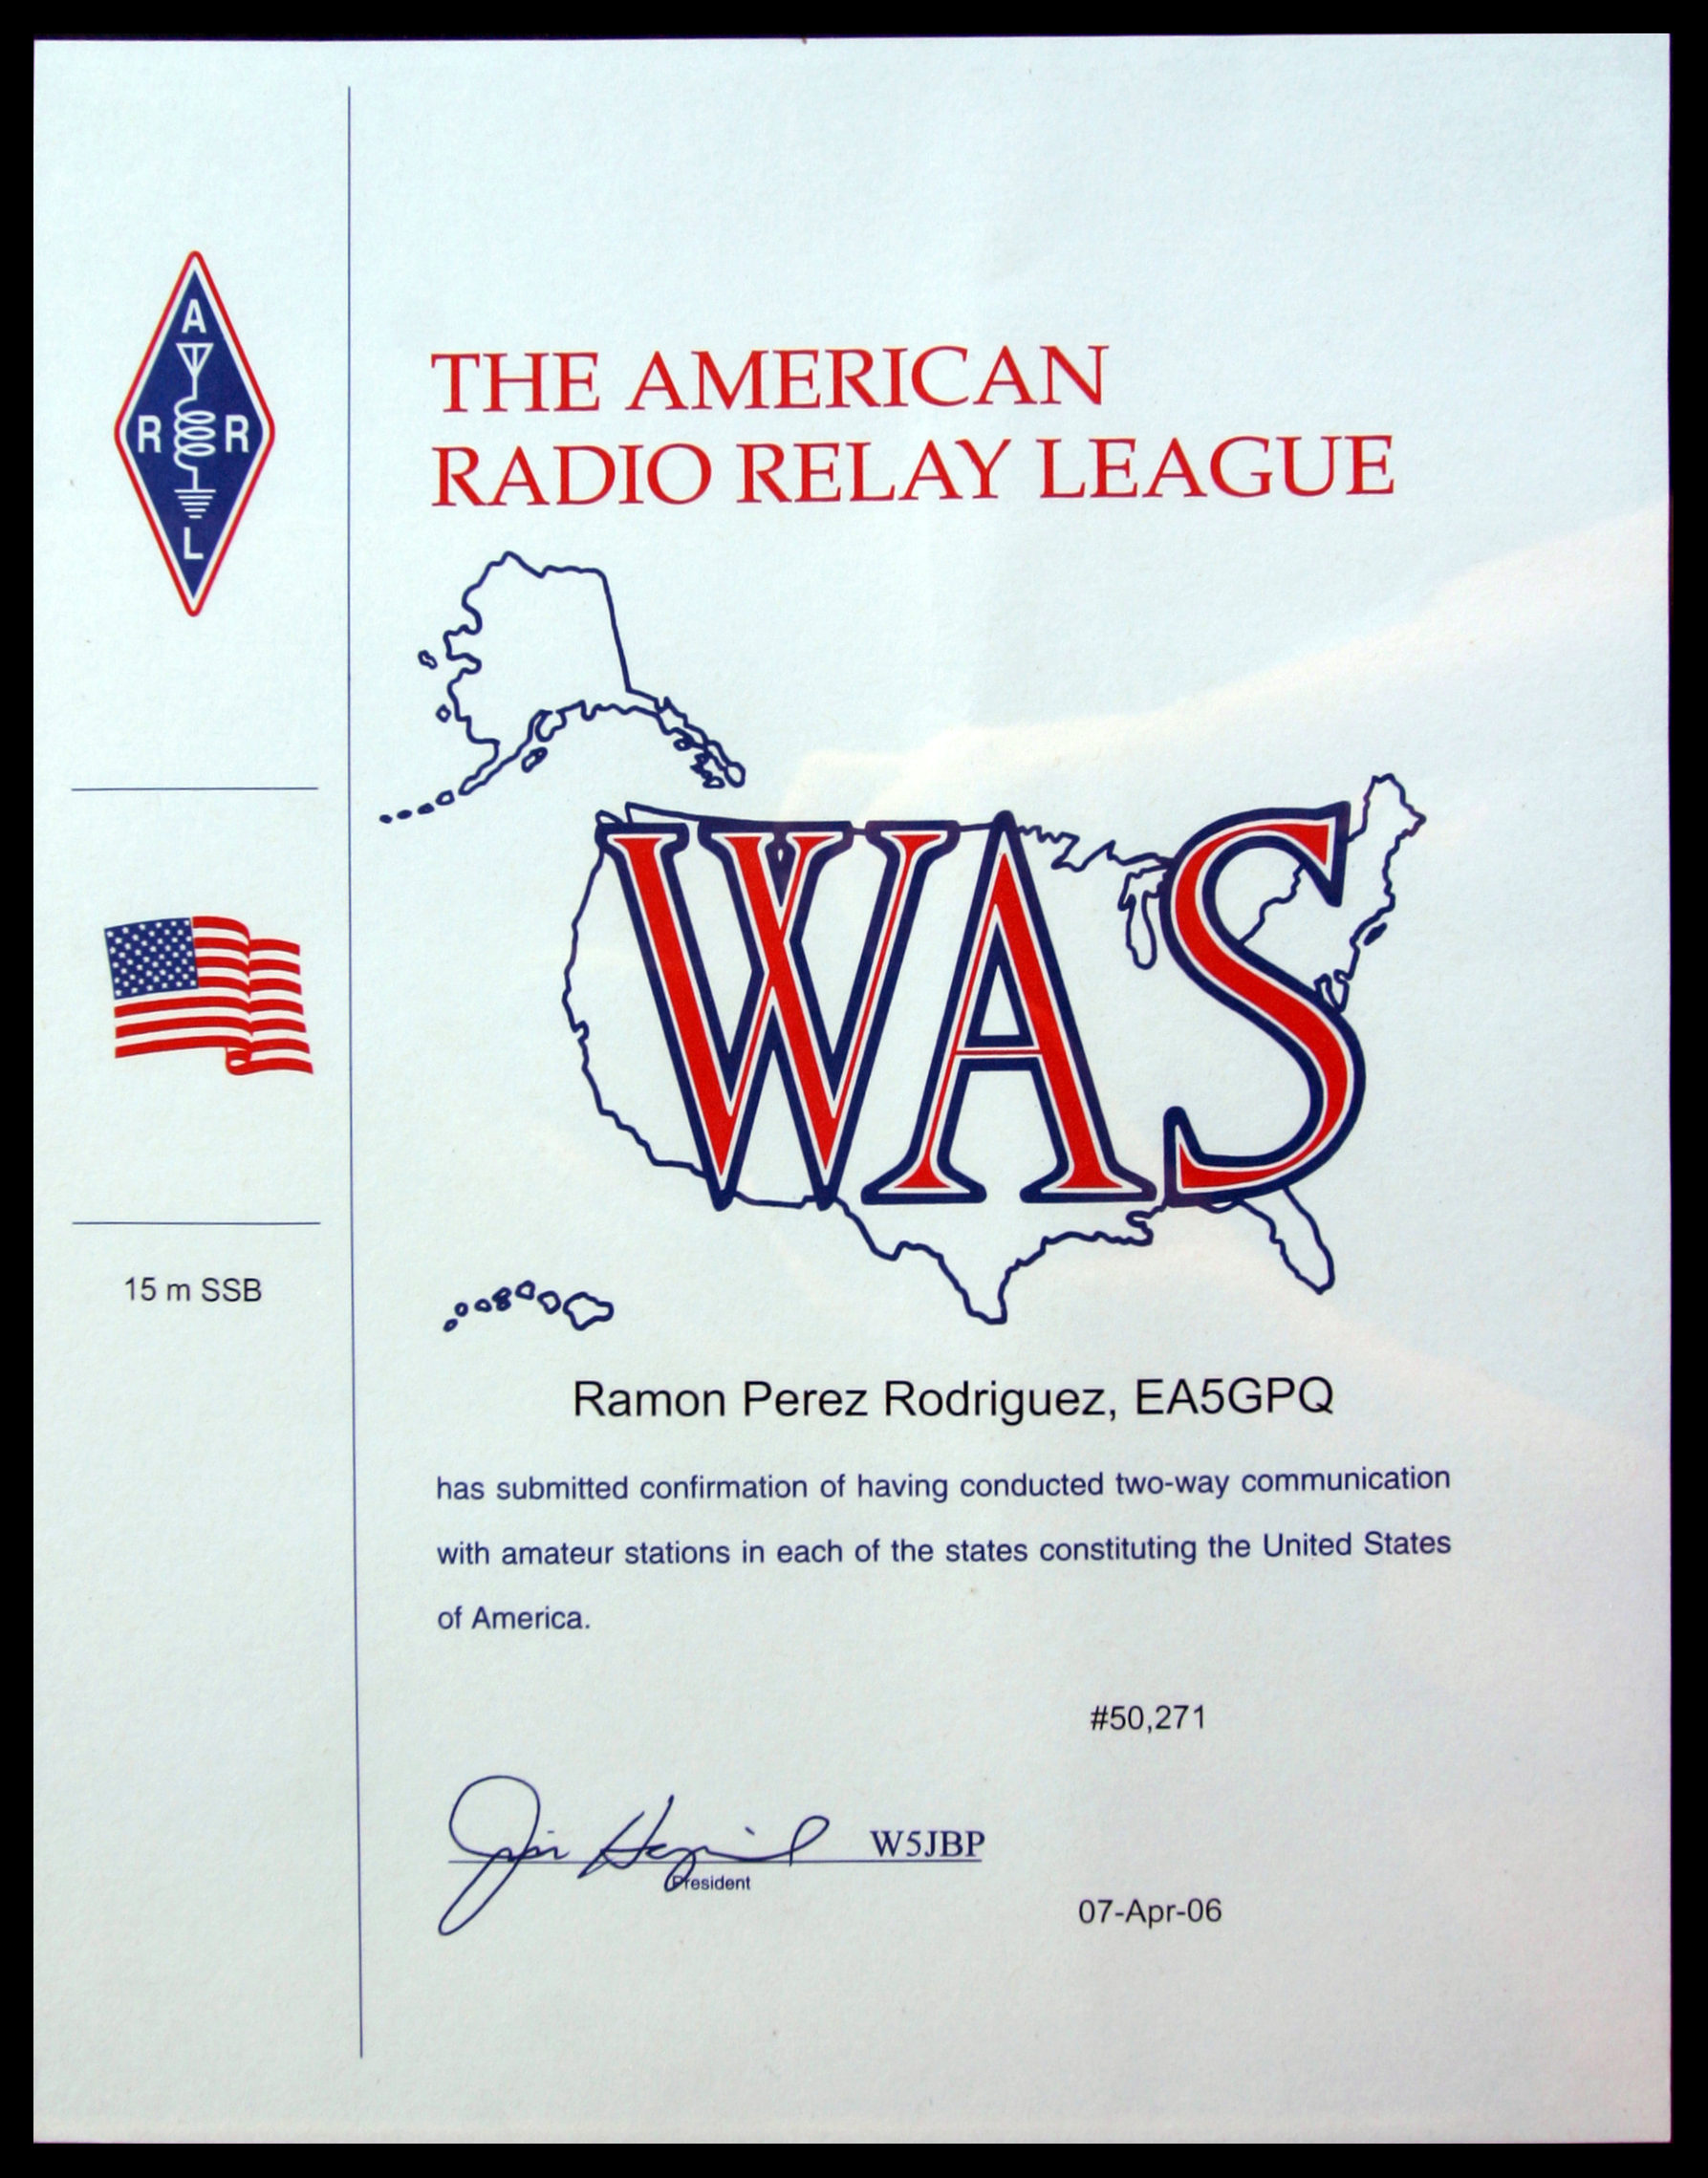 A
R R
L
15 m SSB
THE AMERICAN
RADIO RELAY LEAGUE
WAS
Ramon Perez Rodriguez, EA5GPQ
has submitted confirmation of having conducted two-way communication
with amateur stations in each of the states constituting the United States
of America.
#50,271
W5JBP
President
07-Apr-06